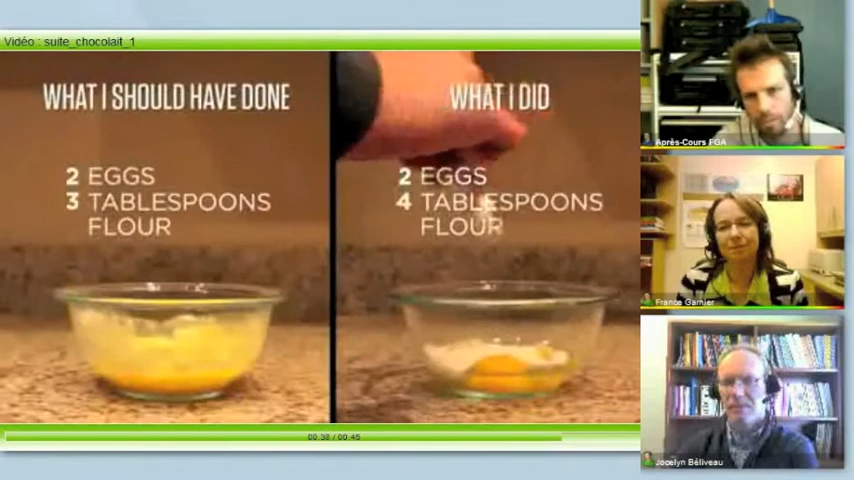 Vidéo : suite_chocolait_1
WHAT I SHOULD HAVE DONE
2 EGGS
3 TABLESPOONS
FLOUR
WHAT I DID
2 EGGS
4 TABLESPOONS
FLOUR
00:38 / 00:45
Après-Cours FGA
France Garnier
Jocelyn Béliveau